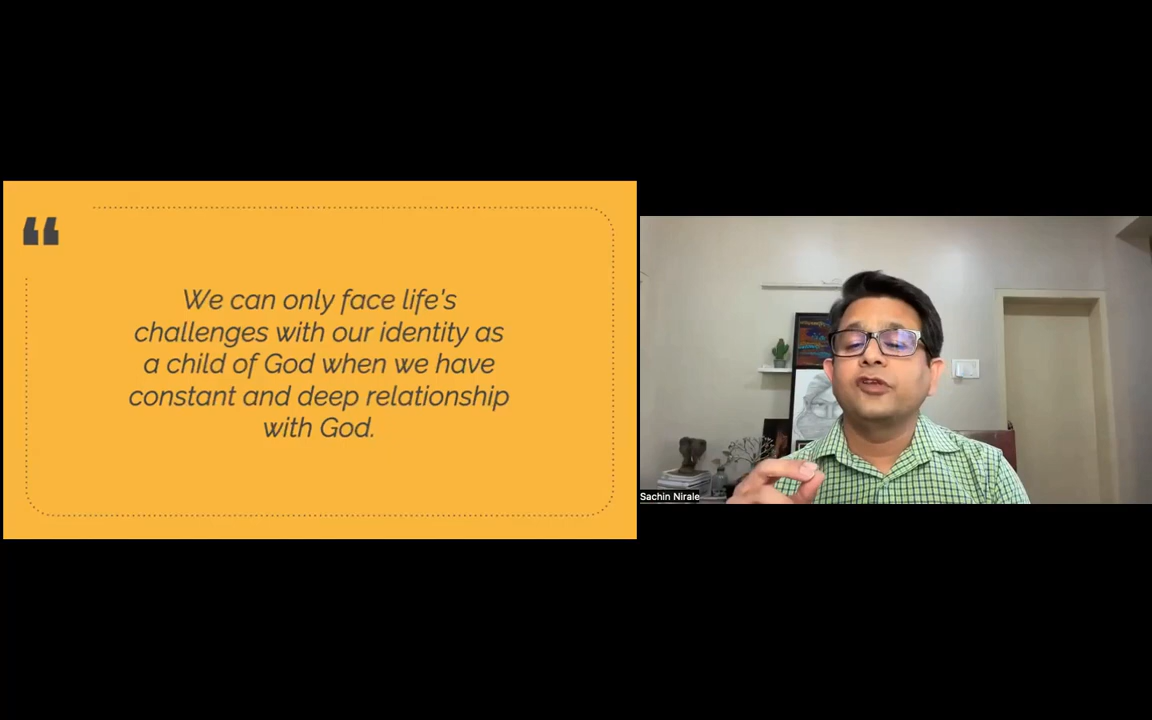 “
We can only face life's
challenges with our identity as
a child of God when we have
constant and deep relationship
with God.
Sachin Nirale